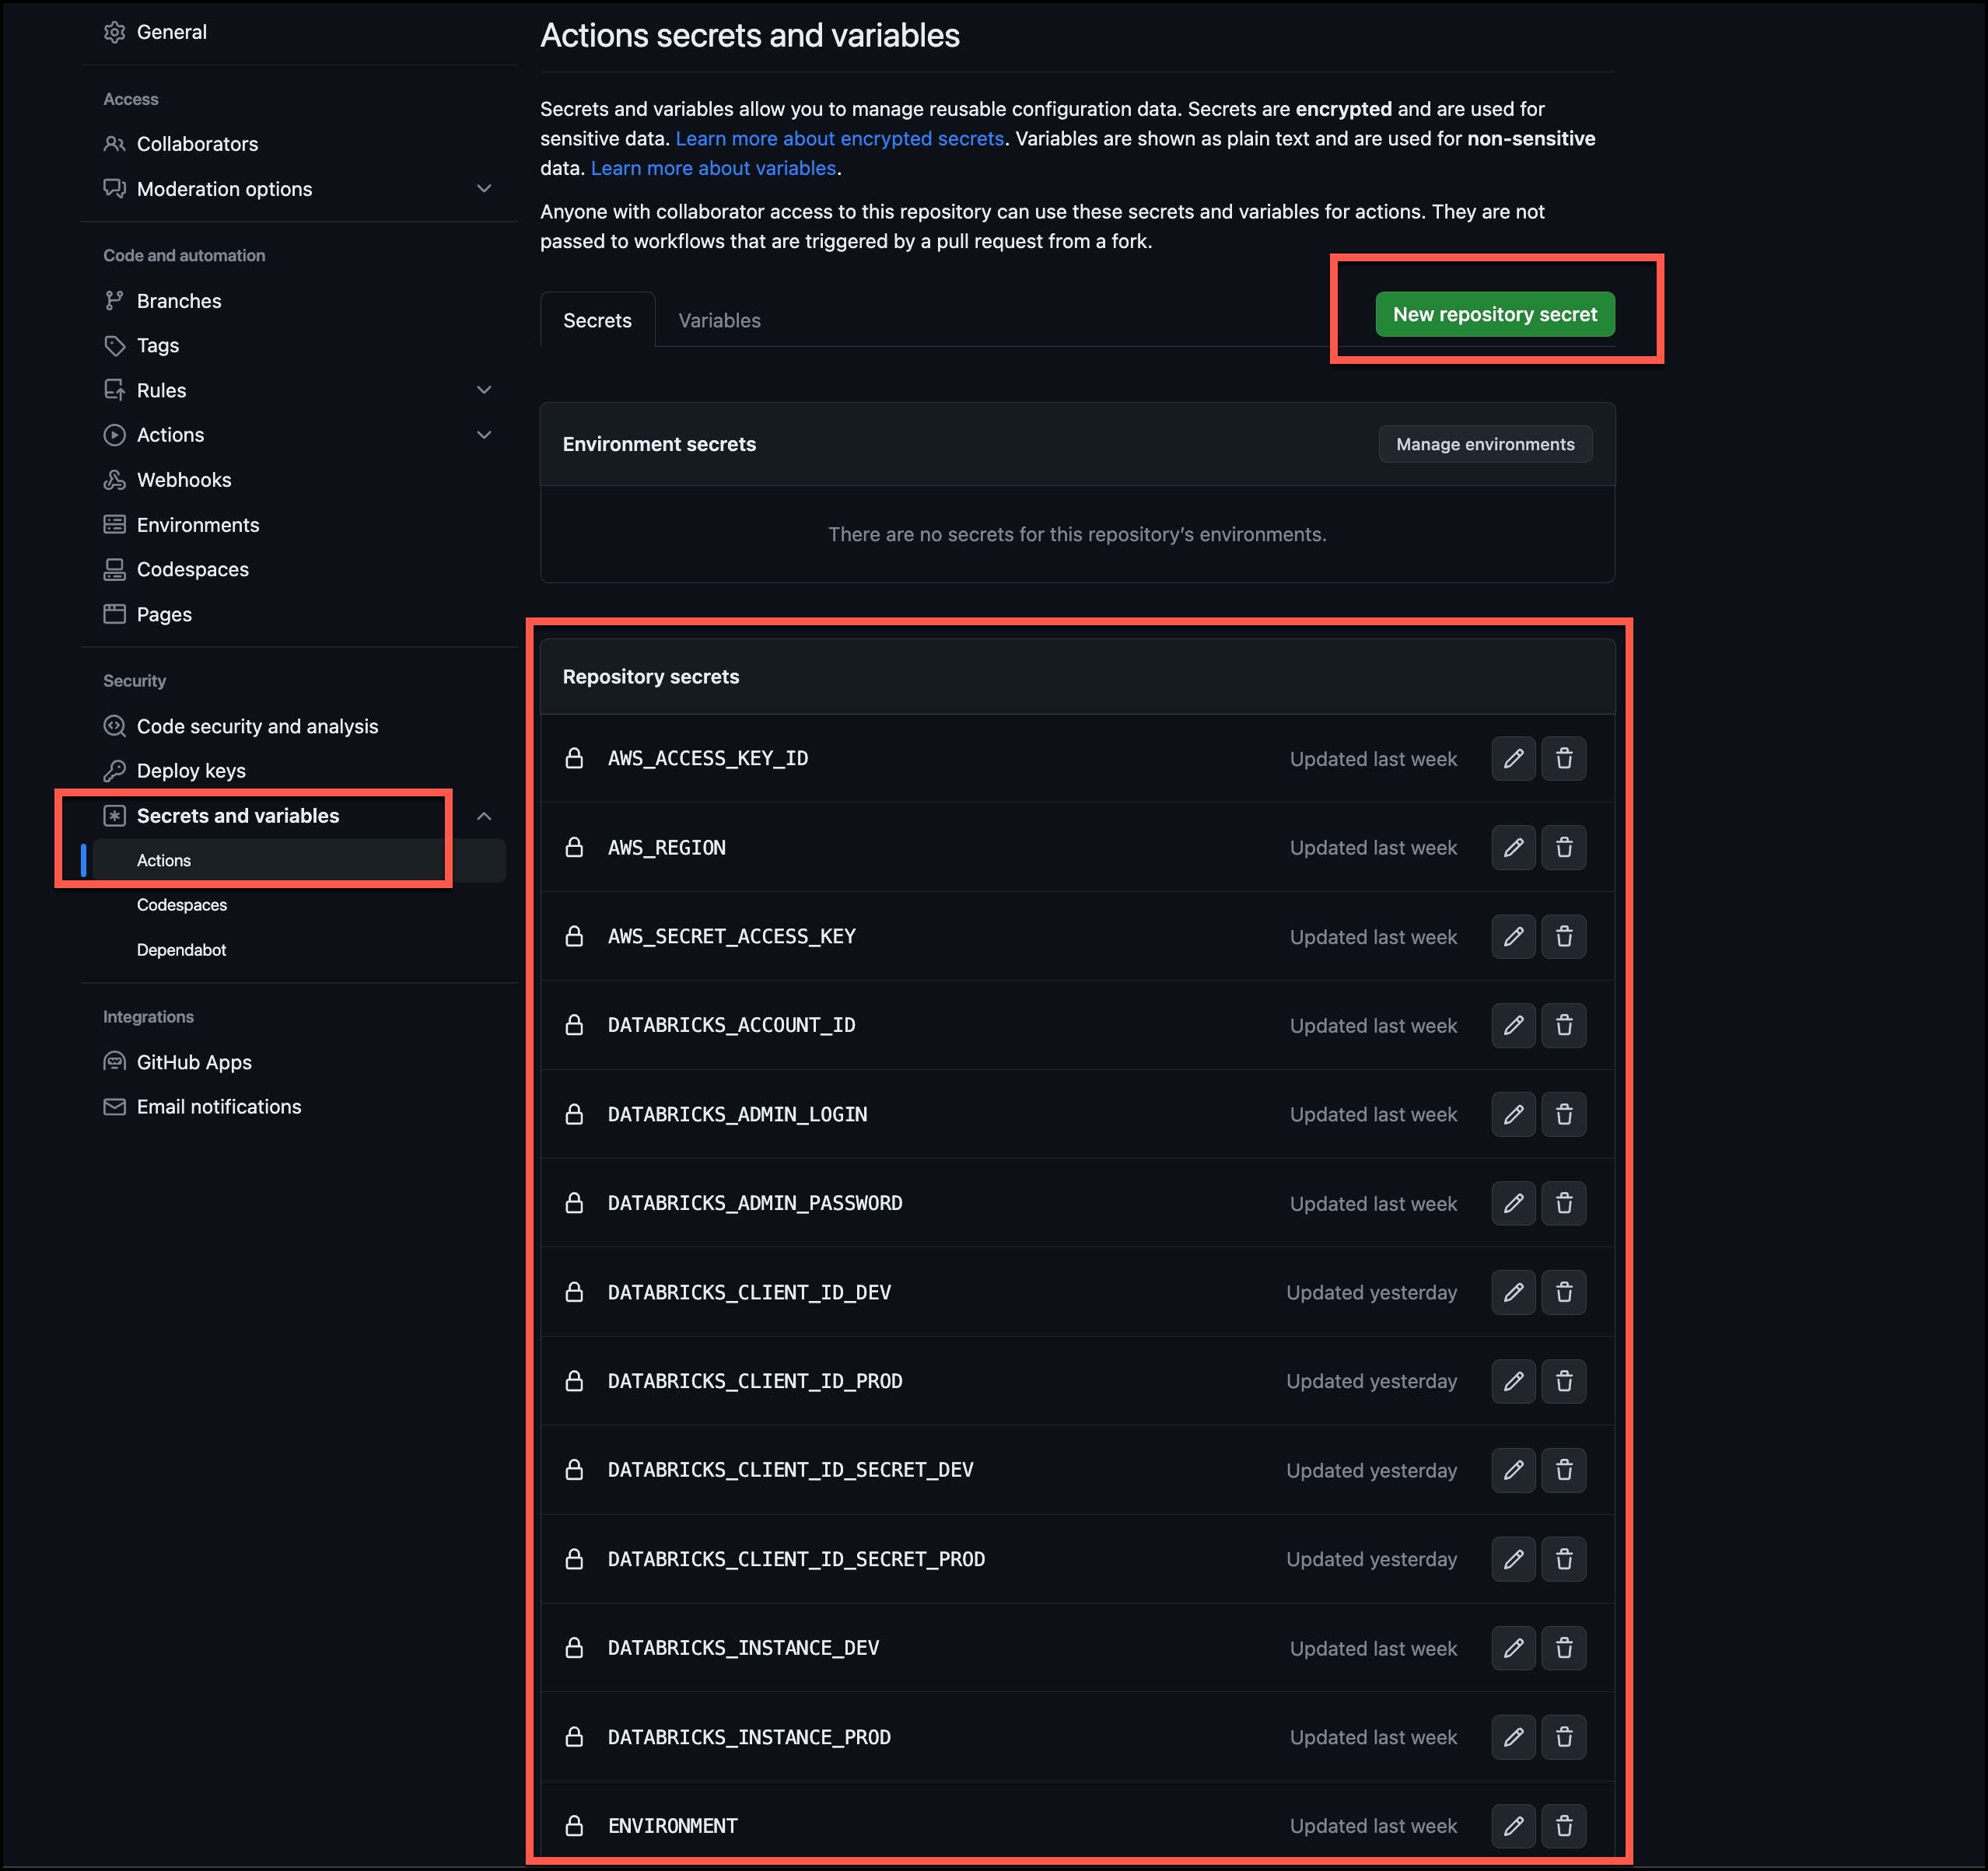 General
Access
Collaborators
Moderation options
Code and automation
Branches
Tags
Rules
Actions
Webhooks
Environments
Codespaces
Pages
Security
Code security and analysis
Deploy keys
Secrets and variables
Actions
Codespaces
Dependabot
Integrations
GitHub Apps
Email notifications
Actions secrets and variables
Secrets and variables allow you to manage reusable configuration data. Secrets are encrypted and are used for
sensitive data. Learn more about encrypted secrets. Variables are shown as plain text and are used for non-sensitive
data. Learn more about variables.
Anyone with collaborator access to this repository can use these secrets and variables for actions. They are not
passed to workflows that are triggered by a pull request from a fork.
Secrets Variables New repository secret
Environment secrets Manage environments
There are no secrets for this repository’s environments.
Repository secrets
AWS_ACCESS_KEY_ID Updated last week
AWS_REGION Updated last week
AWS_SECRET_ACCESS_KEY Updated last week
DATABRICKS_ACCOUNT_ID Updated last week
DATABRICKS_ADMIN_LOGIN Updated last week
DATABRICKS_ADMIN_PASSWORD Updated last week
DATABRICKS_CLIENT_ID_DEV Updated yesterday
DATABRICKS_CLIENT_ID_PROD Updated yesterday
DATABRICKS_CLIENT_ID_SECRET_DEV Updated yesterday
DATABRICKS_CLIENT_ID_SECRET_PROD Updated yesterday
DATABRICKS_INSTANCE_DEV Updated last week
DATABRICKS_INSTANCE_PROD Updated last week
ENVIRONMENT Updated last week